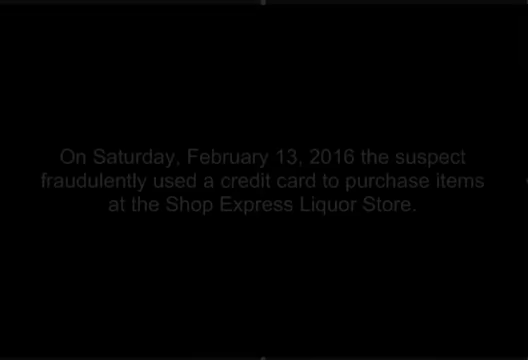 On Saturday, February 13, 2016 the suspect
fraudulently used a credit card to purchase items
at the Shop Express Liquor Store.